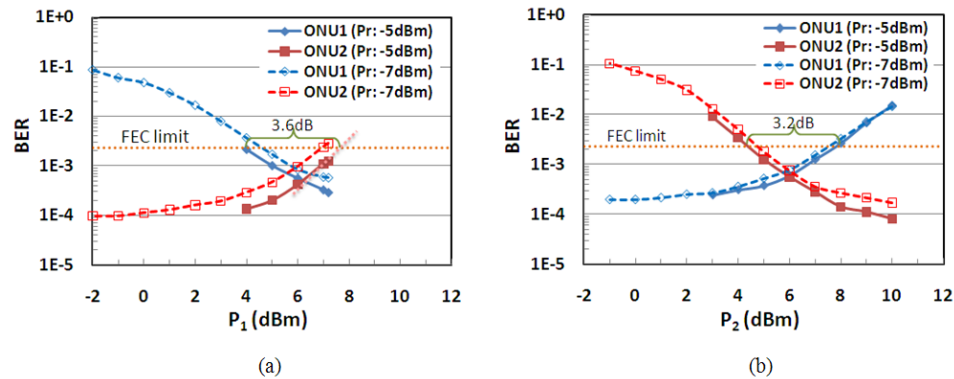 1E+0
1E-1
1E-2
1E-3
1E-4
1E-5
BER
ONU1 (Pr: -5dBm)
ONU2 (Pr: -5dBm)
ONU1 (Pr: -7dBm)
ONU2 (Pr: -7dBm)
3.6dB
FEC limit
-2 0 2 4 6 8 10 12
P1 (dBm)
(a)
1E+0
1E-1
1E-2
1E-3
1E-4
1E-5
BER
ONU1 (Pr: -5dBm)
ONU2 (Pr: -5dBm)
ONU1 (Pr: -7dBm)
ONU2 (Pr: -7dBm)
3.2dB
FEC limit
-2 0 2 4 6 8 10 12
P2 (dBm)
(b)